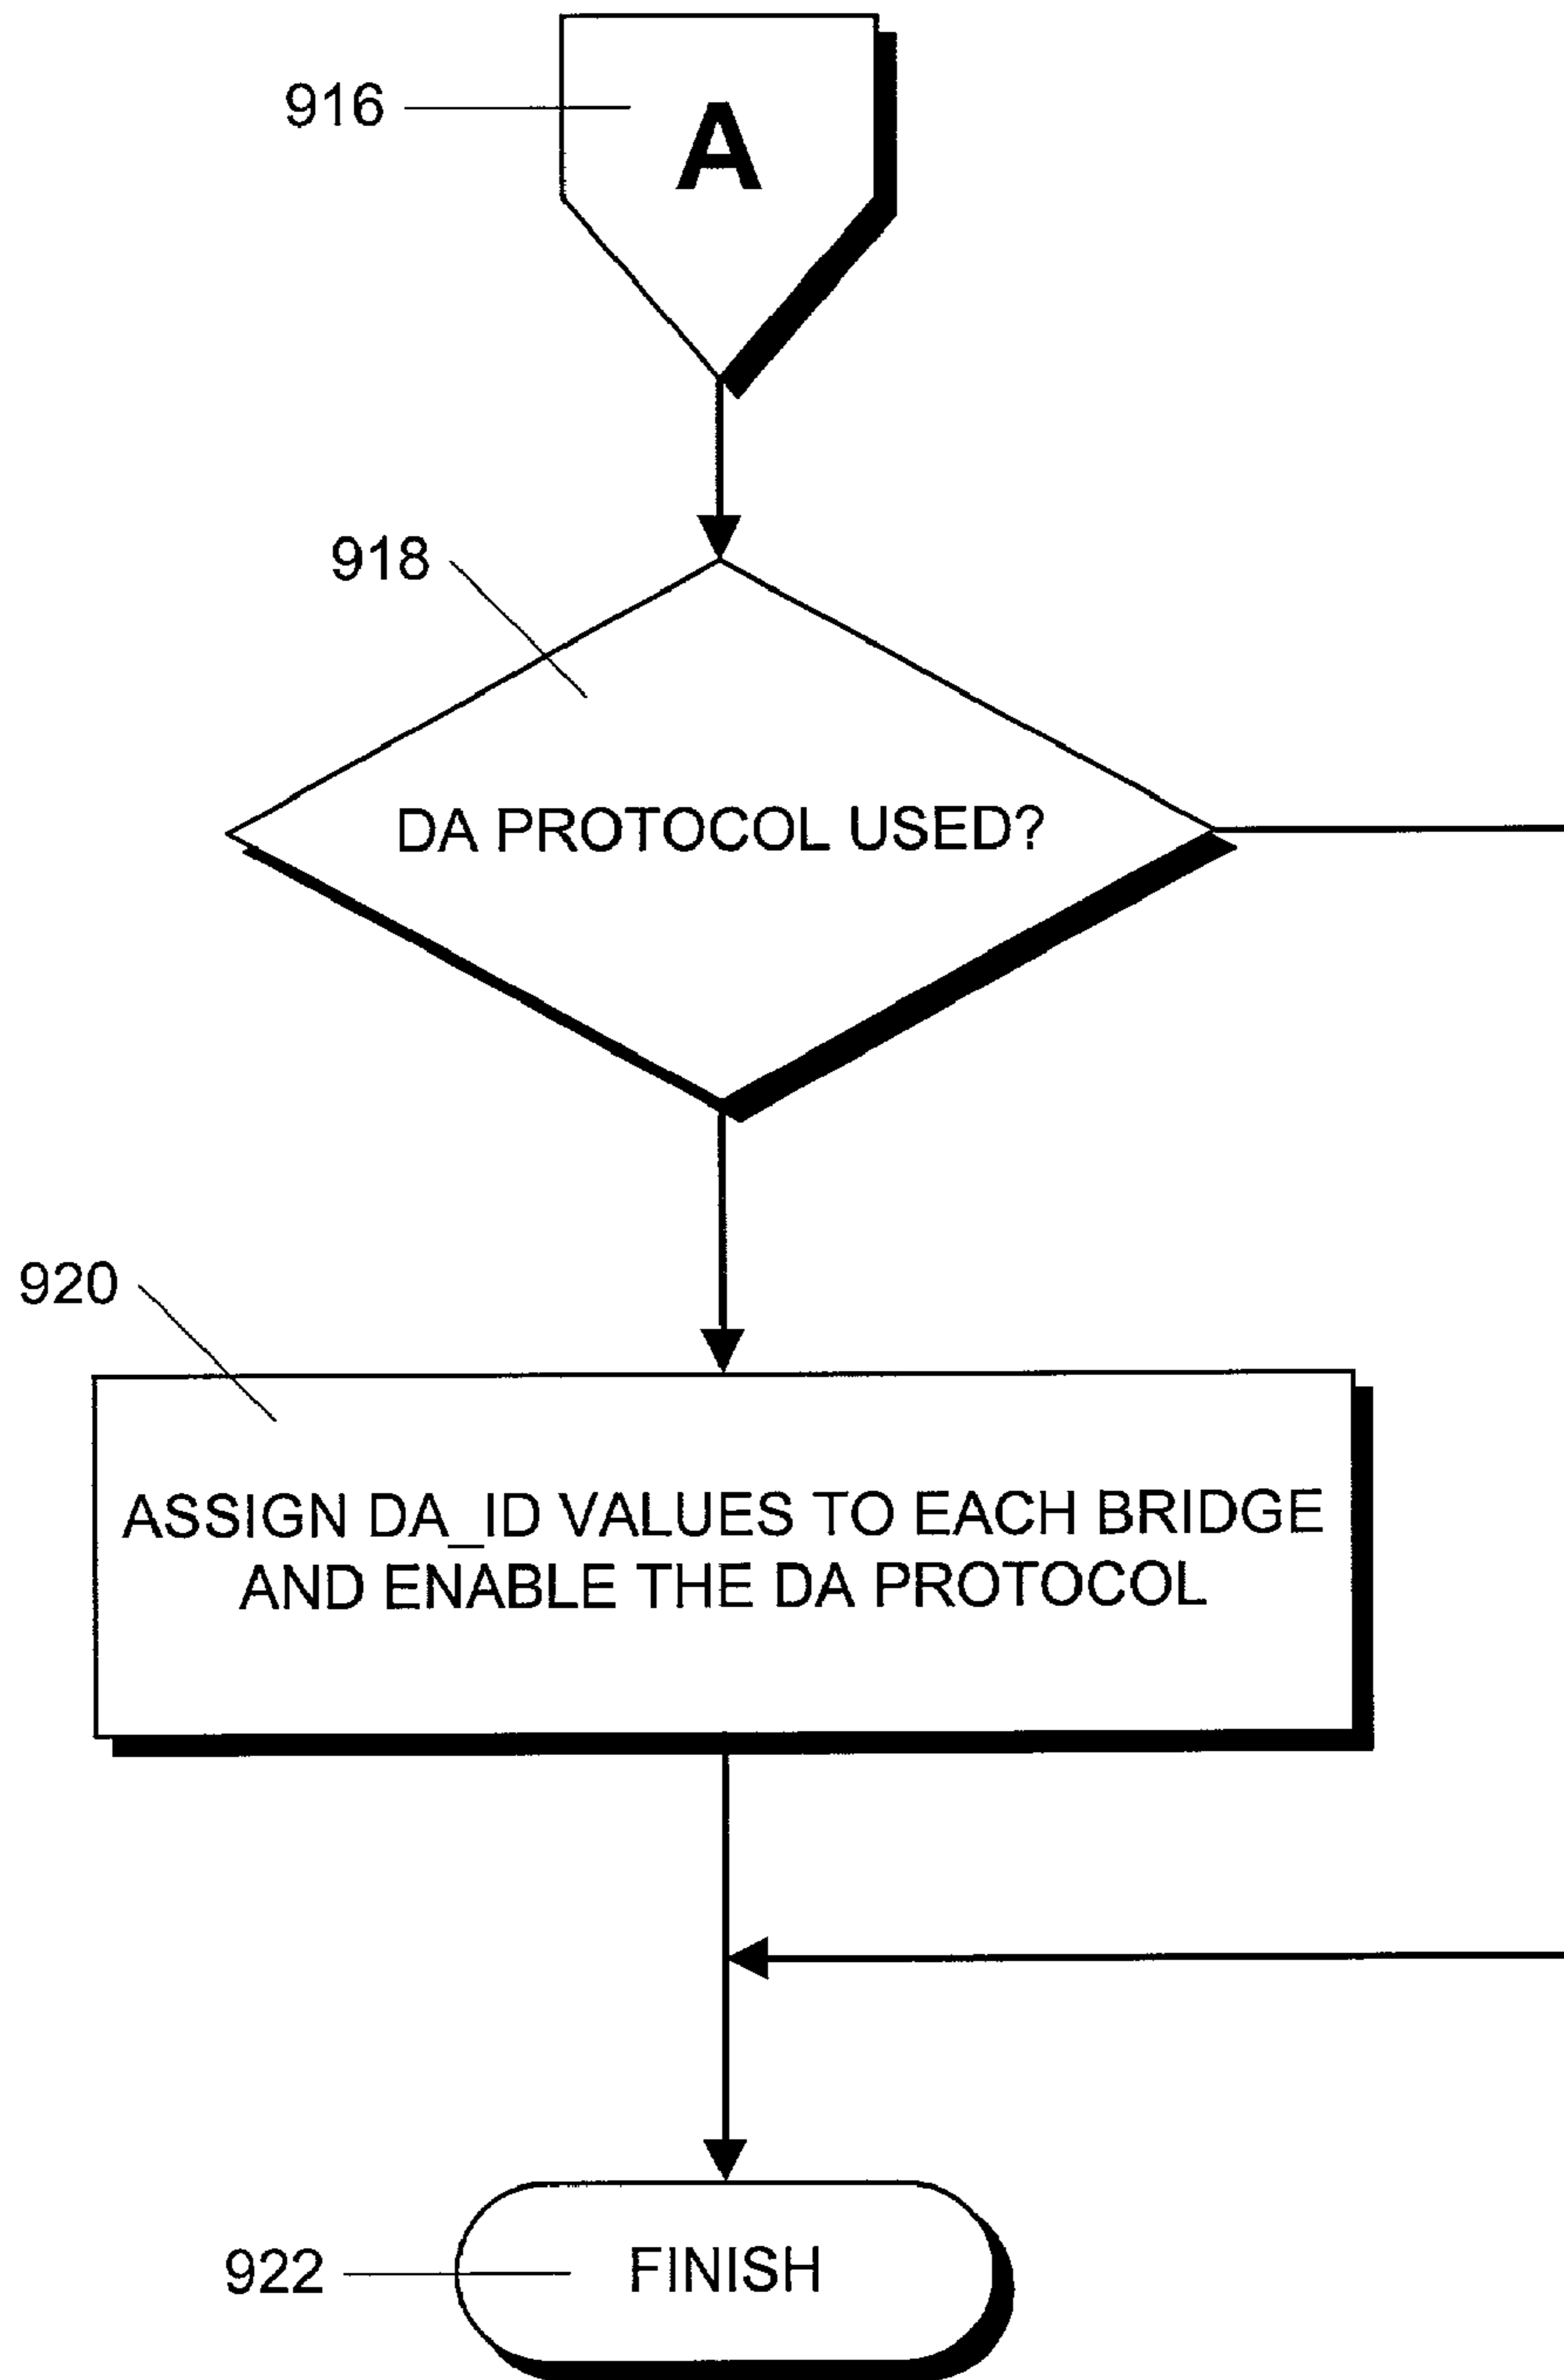 916
A
918
DA PROTOCOL USED?
920
ASSIGN DA_ID VALUES TO EACH BRIDGE
AND ENABLE THE DA PROTOCOL
922
FINISH